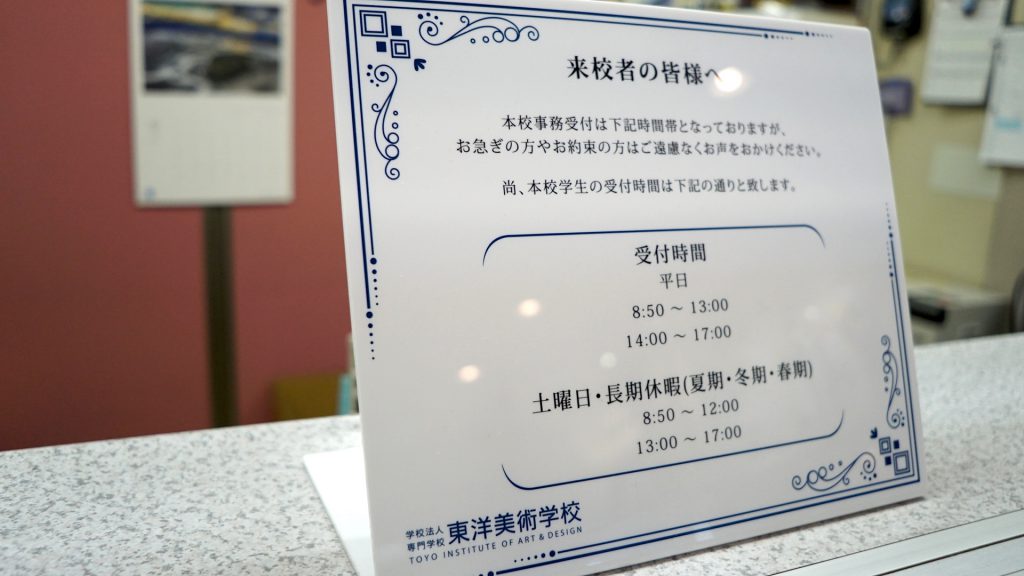 来校者の皆様へ
本校事務受付は下記時間帯となっておりますが、
お急ぎの方やお約束の方はご遠慮なくお声をおかけください。
尚、本校学生の受付時間は下記の通りと致します。
受付時間
平日
8:50 ～ 13:00
14:00 ～ 17:00
土曜日・長期休暇(夏期・冬期・春期)
8:50 ～ 12:00
13:00 ～ 17:00
学校法人
専門学校 東洋美術学校
TOYO INSTITUTE OF ART & DESIGN